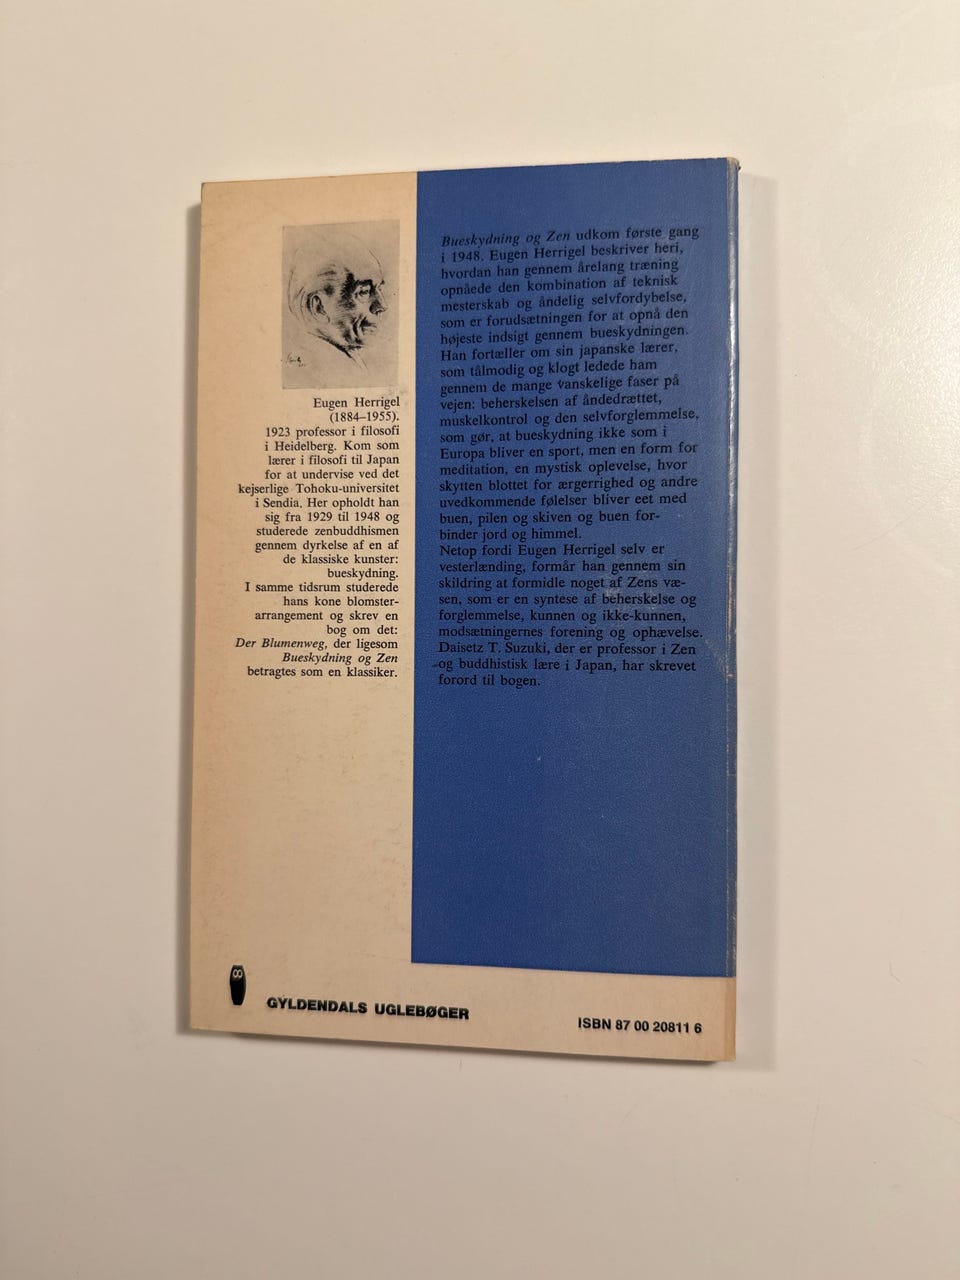 Eugen Herrigel
(1884–1955).
1923 professor i filosofi
i Heidelberg. Kom som
lærer i filosofi til Japan
for at undervise ved det
kejserlige Tohoku-universitet
i Sendia. Her opholdt han
sig fra 1929 til 1948 og
studerede zenbuddhismen
gennem dyrkelse af en af
de klassiske kunster:
bueskydning.
I samme tidsrum studerede
hans kone blomster-
arrangement og skrev en
bog om det:
Der Blumenweg, der ligesom
Bueskydning og Zen
betragtes som en klassiker.
Bueskydning og Zen udkom første gang
i 1948. Eugen Herrigel beskriver heri,
hvordan han gennem årelang træning
opnåede den kombination af teknisk
mesterskab og åndelig selvfordybelse,
som er forudsætningen for at opnå den
højeste indsigt gennem bueskydningen.
Han fortæller om sin japanske lærer,
som tålmodig og klogt ledede ham
gennem de mange vanskelige faser på
vejen: beherskelsen af åndedrættet,
muskelkontrol og den selvforglemmelse,
som gør, at bueskydning ikke som i
Europa bliver en sport, men en form for
meditation, en mystisk oplevelse, hvor
skytten blottet for ærgerrighed og andre
uvedkommende følelser bliver eet med
buen, pilen og skiven og buen for-
binder jord og himmel.
Netop fordi Eugen Herrigel selv er
vesterlænding, formår han gennem sin
skildring at formidle noget af Zens væ-
sen, som er en syntese af beherskelse og
forglemmelse, kunnen og ikke-kunnen,
modsætningernes forening og ophævelse.
Daisetz T. Suzuki, der er professor i Zen
og buddhistisk lære i Japan, har skrevet
forord til bogen.
GYLDENDALS UGLEBØGER
ISBN 87 00 20811 6